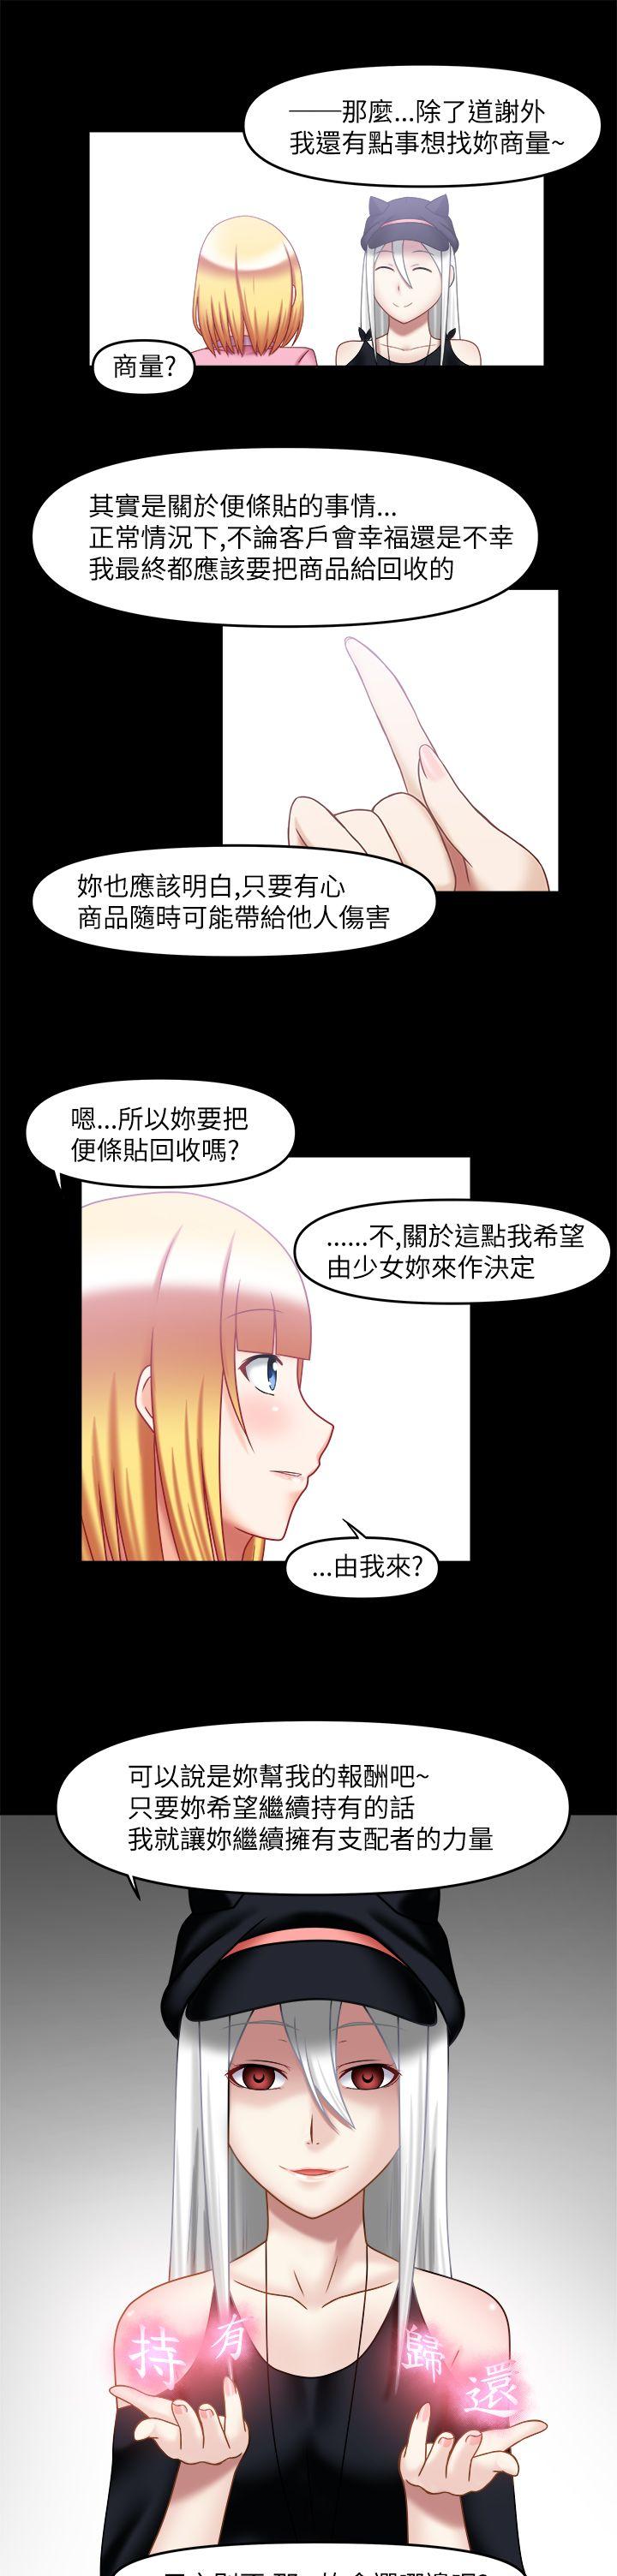 ——那麼...除了道謝外
我還有點事想找妳商量~
商量?
其實是關於便條貼的事情...
正常情況下,不論客戶會幸福還是不幸
我最終都應該要把商品給回收的
妳也應該明白,只要有心
商品隨時可能帶給他人傷害
嗯...所以妳要把
便條貼回收嗎?
......不,關於這點我希望
由少女妳來作決定
...由我來?
可以說是妳幫我的報酬吧~
只要妳希望繼續持有的話
我就讓妳繼續擁有支配者的力量
持有
歸還